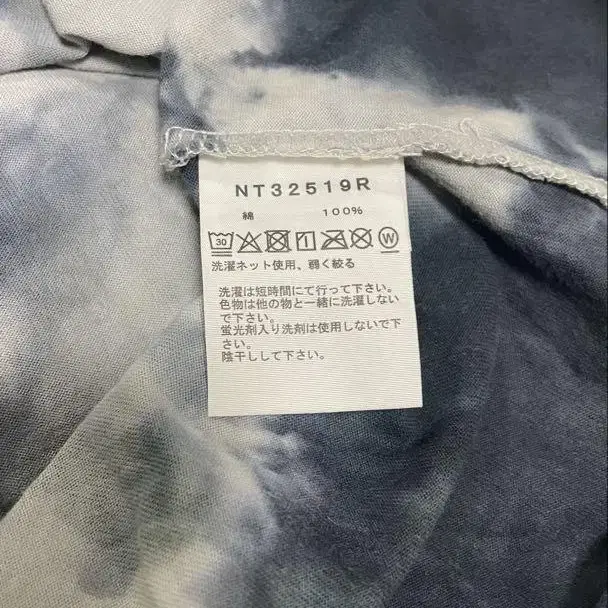 NT32519R
綿 100%
30 W
洗濯ネット使用、弱く絞る
洗濯は短時間にて行って下さい。
色物は他の物と一緒に洗濯しない
で下さい。
蛍光剤入り洗剤は使用しないで下
さい。
陰干しして下さい。